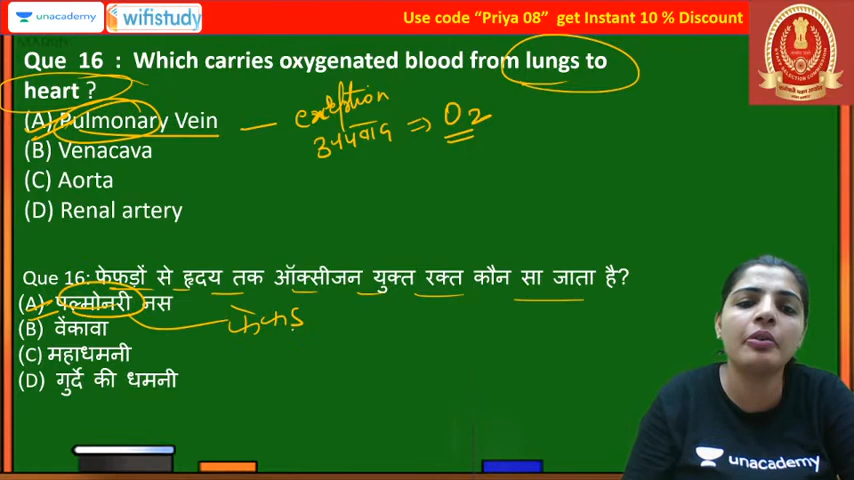 unacademy
wifistudy
Use code "Priya 08" get Instant 10 % Discount
Que 16 : Which carries oxygenated blood from lungs to
heart ?
(A) Pulmonary Vein
(B) Venacava
(C) Aorta
(D) Renal artery
exception
अपवाद => O2
Que 16: फेफड़ों से हृदय तक ऑक्सीजन युक्त रक्त कौन सा जाता है?
(A) पल्मोनरी नस
(B) वेंकावा
(C) महाधमनी
(D) गुर्दे की धमनी
unacademy